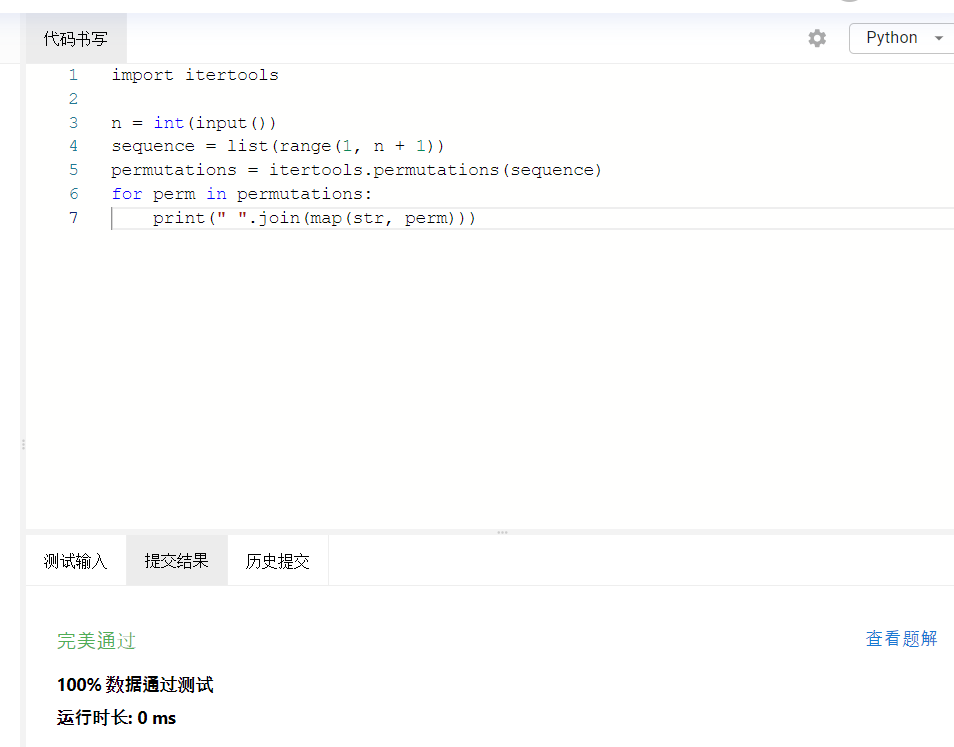 代码书写
Python
1 import itertools
2
3 n = int(input())
4 sequence = list(range(1, n + 1))
5 permutations = itertools.permutations(sequence)
6 for perm in permutations:
7     print(" ".join(map(str, perm)))
测试输入 提交结果 历史提交
完美通过 查看题解
100% 数据通过测试
运行时长: 0 ms